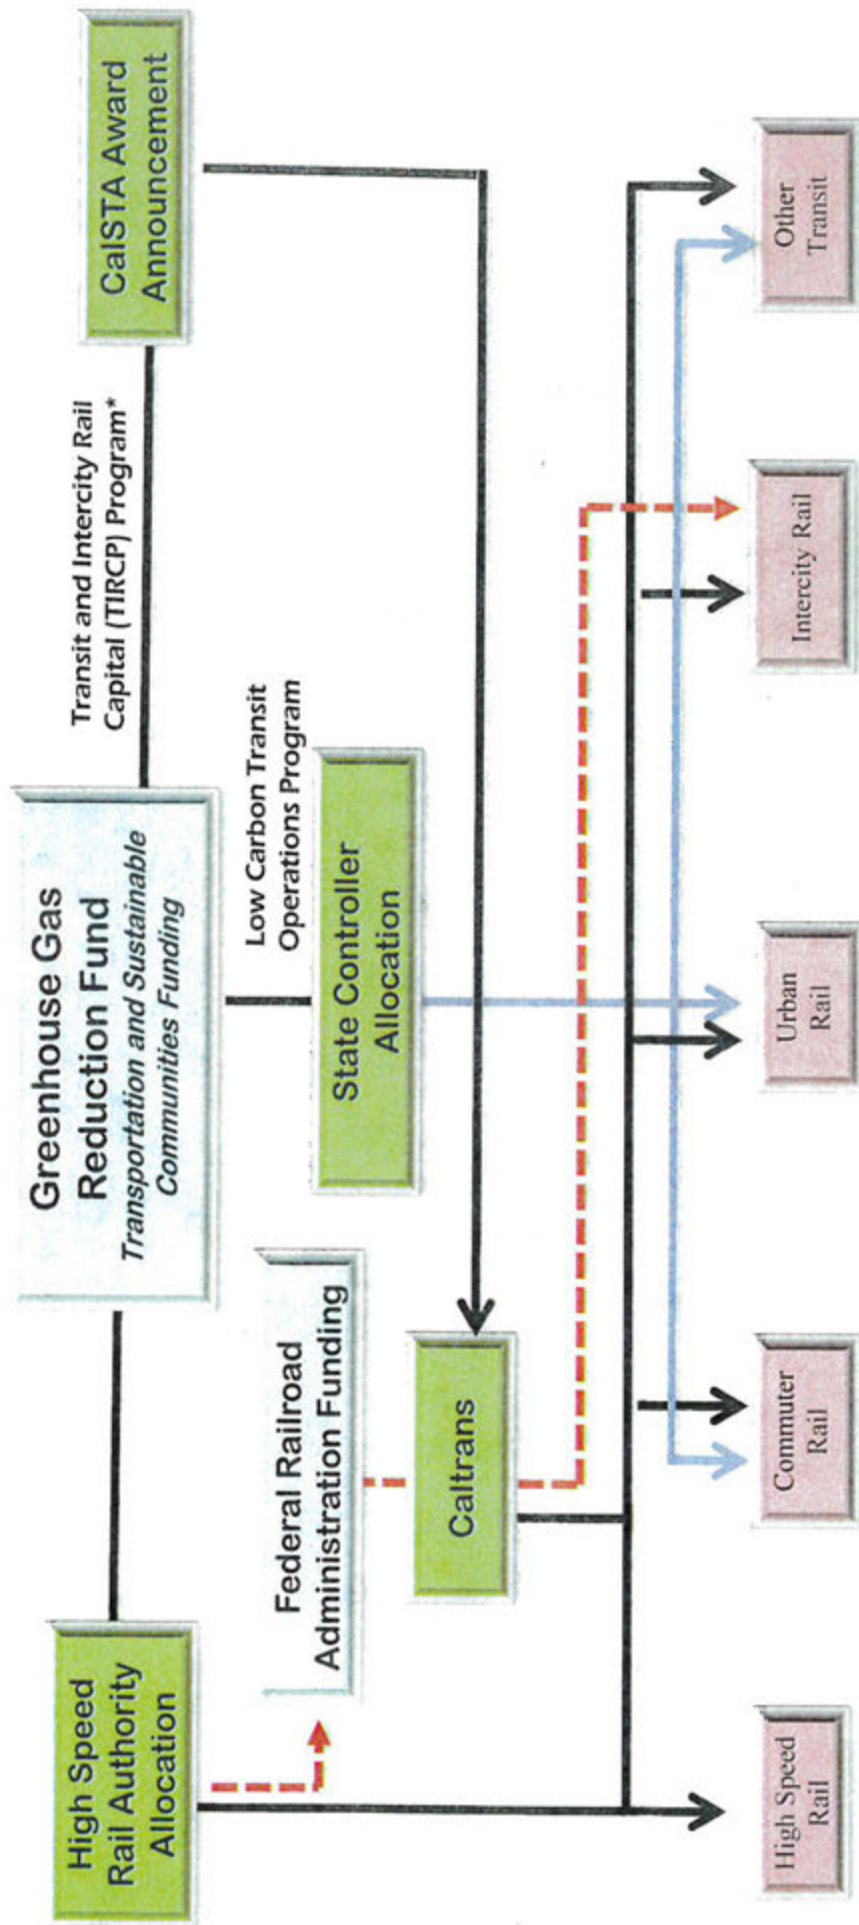 Greenhouse Gas
Reduction Fund
Transportation and Sustainable
Communities Funding
High Speed
Rail Authority
Allocation
Transit and Intercity Rail
Capital (TIRCP) Program*
CalSTA Award
Announcement
Low Carbon Transit
Operations Program
Federal Railroad
Administration Funding
State Controller
Allocation
Caltrans
High Speed
Rail
Commuter
Rail
Urban
Rail
Intercity Rail
Other
Transit